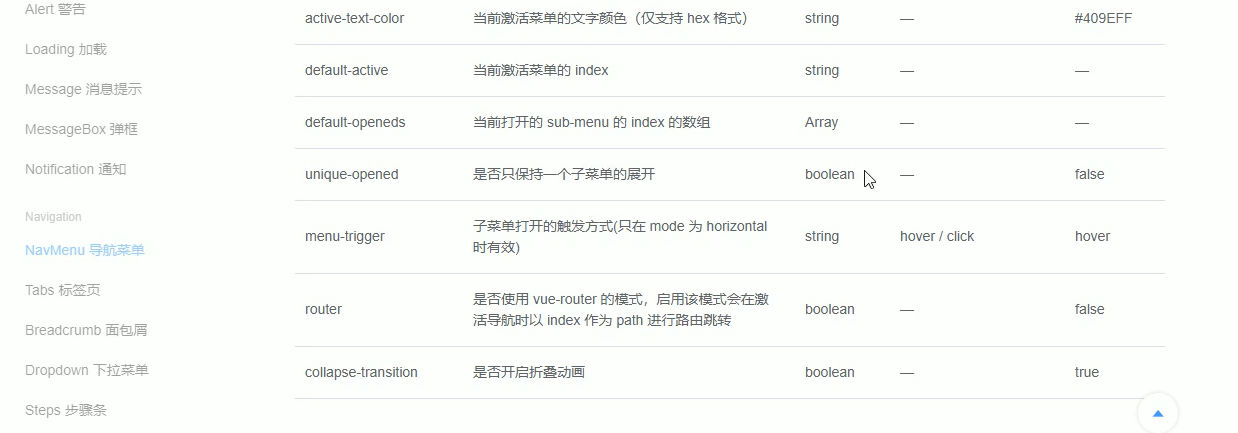 Alert 警告
Loading 加载
Message 消息提示
MessageBox 弹框
Notification 通知
Navigation
NavMenu 导航菜单
Tabs 标签页
Breadcrumb 面包屑
Dropdown 下拉菜单
Steps 步骤条
active-text-color 当前激活菜单的文字颜色（仅支持 hex 格式） string — #409EFF
default-active 当前激活菜单的 index string — —
default-openeds 当前打开的 sub-menu 的 index 的数组 Array — —
unique-opened 是否只保持一个子菜单的展开 boolean — false
menu-trigger 子菜单打开的触发方式(只在 mode 为 horizontal
时有效) string hover / click hover
router 是否使用 vue-router 的模式，启用该模式会在激
活导航时以 index 作为 path 进行路由跳转 boolean — false
collapse-transition 是否开启折叠动画 boolean — true